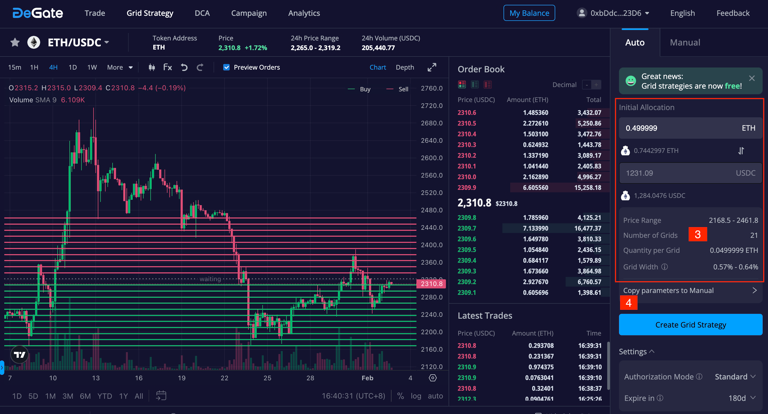 DeGate Trade Grid Strategy DCA Campaign Analytics My Balance 0xbDdc...23D6 English Feedback
ETH/USDC
Token Address
ETH
Price
2,310.8 +1.72%
24h Price Range
2,265.0 - 2,319.2
24h Volume (USDC)
205,440.77
15m 1H 4H 1D 1W More Fx Preview Orders Chart Depth
O2315.2 H2315.0 L2309.4 C2310.8 −4.4 (−0.19%)
Volume SMA 9 6.109K
Buy Sell
2760.0
2720.0
2680.0
2640.0
2600.0
2560.0
2520.0
2480.0
2440.0
2400.0
2360.0
2310.8
2280.0
2240.0
2200.0
2160.0
2120.0
waiting
7 10 13 16 19 22 25 28 Feb 4
1D 5D 1M 3M 6M YTD 1Y All 16:40:31 (UTC+8) % log auto
Order Book
Decimal - +
Price (USDC) Amount (ETH) Total
2310.6 1.485360 3,432.07
2310.5 2.272610 5,250.86
2310.4 1.503100 3,472.76
2310.3 0.624932 1,443.78
2310.2 1.337190 3,089.17
2310.1 1.041440 2,405.83
2310.0 2.162890 4,996.27
2309.9 6.605560 15,258.18
2,310.8 $2310.8
2309.8 1.785960 4,125.21
2309.7 7.133990 16,477.37
2309.6 1.649780 3,810.33
2309.5 1.054840 2,436.15
2309.4 0.684117 1,579.89
2309.3 1.673660 3,864.98
2309.2 2.927670 6,760.57
2309.1 0.605696 1,398.61
Latest Trades
Price (USDC) Amount (ETH) Time
2310.8 0.293708 16:39:31
2310.8 0.231367 16:39:31
2310.9 0.974375 16:39:10
2310.9 0.0763041 16:39:10
2310.8 0.32401 16:38:37
Auto Manual
Great news:
Grid strategies are now free!
Initial Allocation
0.499999 ETH
0.7442997 ETH
1231.09 USDC
1,284.0476 USDC
Price Range 2168.5 - 2461.8
Number of Grids 3 21
Quantity per Grid 0.0499999 ETH
Grid Width 0.57% - 0.64%
Copy parameters to Manual
4
Create Grid Strategy
Settings
Authorization Mode Standard
Expire in 180d